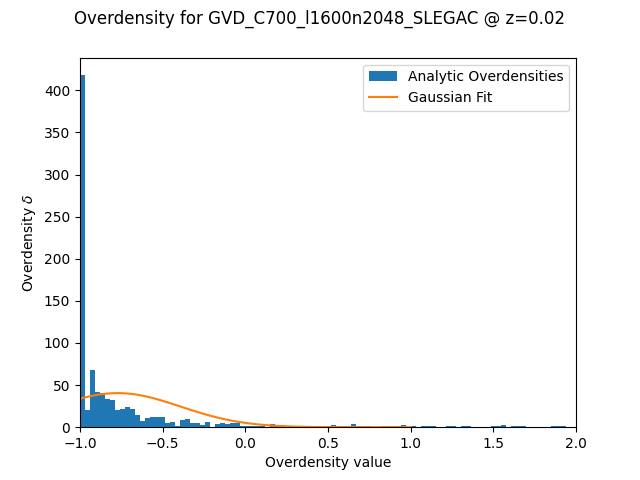 Overdensity for GVD_C700_l1600n2048_SLEGAC @ z=0.02
Analytic Overdensities
Gaussian Fit
Overdensity δ
400
350
300
250
200
150
100
50
0
−1.0 −0.5 0.0 0.5 1.0 1.5 2.0
Overdensity value